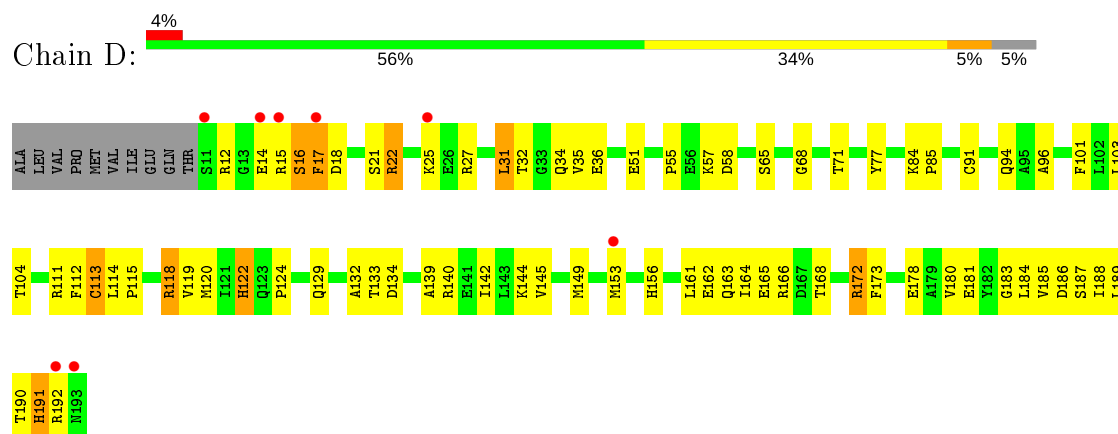 4%
Chain D:
56% 34% 5% 5%
ALA LEU VAL PRO MET VAL ILE GLU GLN THR S11 R12 G13 E14 R15 S16 F17 D18 S21 R22 K25 E26 R27 L31 T32 G33 Q34 V35 E36 E51 P55 E56 K57 D58 S65 G68 T71 Y77 K84 P85 C91 Q94 A95 A96 F101 L102 L103
T104 R111 F112 C113 L114 P115 R118 V119 M120 I121 H122 Q123 P124 Q129 A132 T133 D134 A139 R140 E141 I142 L143 K144 V145 M149 M153 H156 L161 E162 Q163 I164 E165 R166 D167 T168 R172 F173 E178 A179 V180 E181 Y182 G183 L184 V185 D186 S187 I188 L189
T190 H191 R192 N193